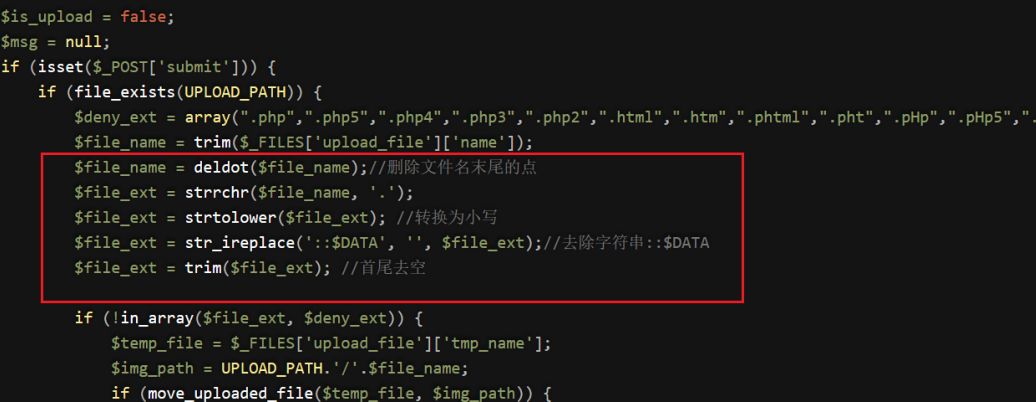 $is_upload = false;
$msg = null;
if (isset($_POST['submit'])) {
if (file_exists(UPLOAD_PATH)) {
$deny_ext = array(".php",".php5",".php4",".php3",".php2",".html",".htm",".phtml",".pht",".pHp",".pHp5",".
$file_name = trim($_FILES['upload_file']['name']);
$file_name = deldot($file_name);//删除文件名末尾的点
$file_ext = strrchr($file_name, '.');
$file_ext = strtolower($file_ext); //转换为小写
$file_ext = str_ireplace('::$DATA', '', $file_ext);//去除字符串::$DATA
$file_ext = trim($file_ext); //首尾去空
if (!in_array($file_ext, $deny_ext)) {
$temp_file = $_FILES['upload_file']['tmp_name'];
$img_path = UPLOAD_PATH.'/'.$file_name;
if (move_uploaded_file($temp_file, $img_path)) {